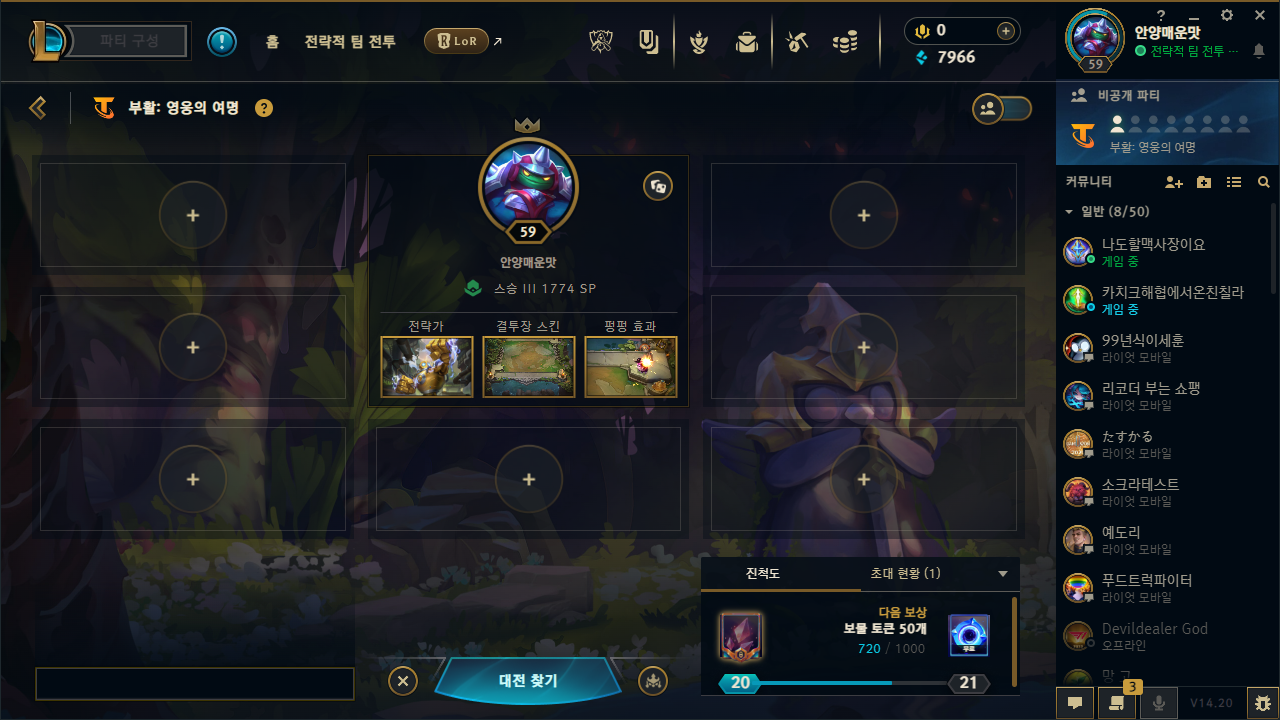 파티 구성
!
홈
전략적 팀 전투
LoR
0
7966
?
안양매운맛
59
전략적 팀 전투 ···
부활: 영웅의 여명
?
비공개 파티
부활: 영웅의 여명
커뮤니티
일반 (8/50)
나도할맥사장이요
게임 중
카치크해협에서온친칠라
게임 중
99년식이세훈
라이엇 모바일
리코더 부는 쇼팽
라이엇 모바일
たすかる
라이엇 모바일
소크라테스트
라이엇 모바일
예도리
라이엇 모바일
푸드트럭파이터
라이엇 모바일
Devildealer God
오프라인
망고
59
안양매운맛
스승 III 1774 SP
전략가
결투장 스킨
펑펑 효과
진척도
초대 현황 (1)
다음 보상
보물 토큰 50개
720 / 1000
무료
20
21
대전 찾기
3
V14.20